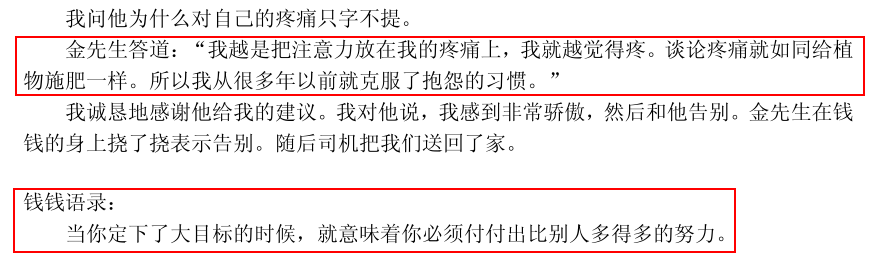 我问他为什么对自己的疼痛只字不提。
金先生答道：“我越是把注意力放在我的疼痛上，我就越觉得疼。谈论疼痛就如同给植
物施肥一样。所以我从很多年以前就克服了抱怨的习惯。”
我诚恳地感谢他给我的建议。我对他说，我感到非常骄傲，然后和他告别。金先生在钱
钱的身上挠了挠表示告别。随后司机把我们送回了家。
钱钱语录：
当你定下了大目标的时候，就意味着你必须付付出比别人多得多的努力。